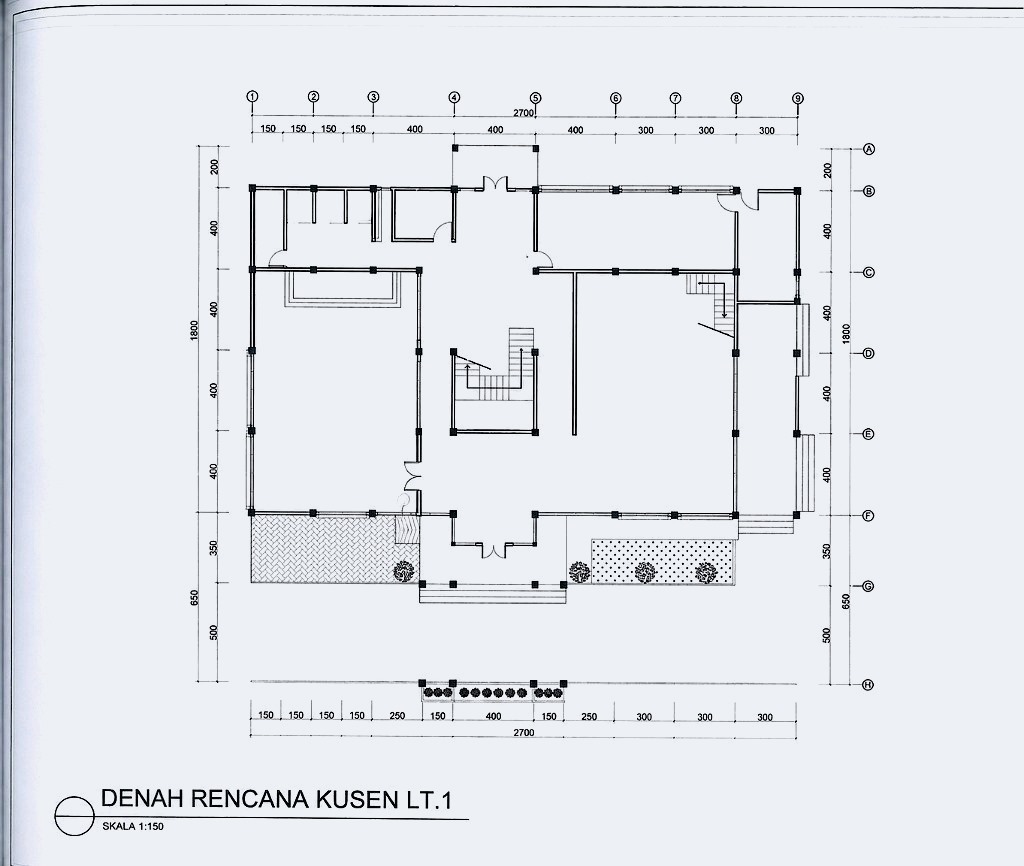 1 2 3 4 5 6 7 8 9
2700
150 150 150 150 400 400 400 300 300 300
A
200 200
B
400 400
C
400 400
1800 1800
D
400 400
E
400 400
F
350 350
G
650 650
500 500
H
150 150 150 150 250 150 400 150 250 300 300 300
2700
DENAH RENCANA KUSEN LT.1
SKALA 1:150